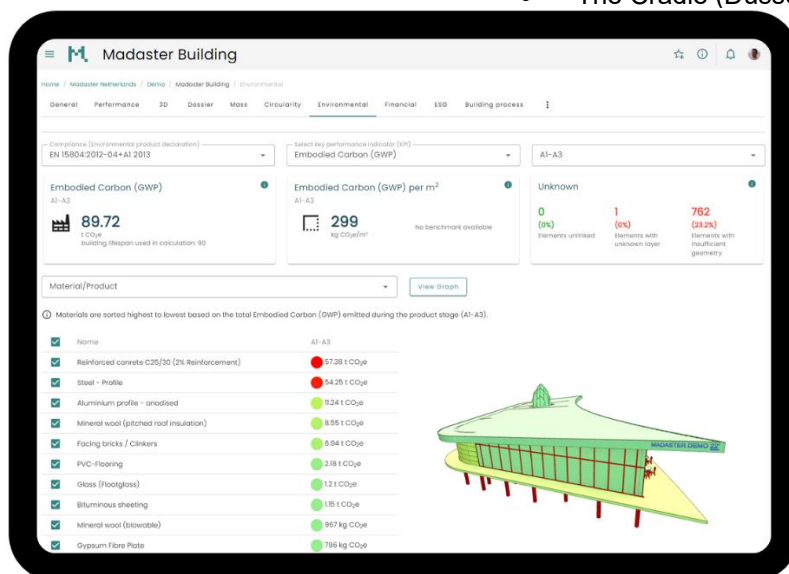 The Cradle (Düsse
Madaster Building
Home / Madaster Netherlands / Demo / Madaster Building / Environmental
General Performance 3D Dossier Mass Circularity Environmental Financial ESG Building process
Compliance (Environmental product declaration)
EN 15804:2012-04+A1 2013
Select key performance indicator (KPI)
Embodied Carbon (GWP)
A1-A3
Embodied Carbon (GWP)
A1-A3
89.72
t CO₂e
building lifespan used in calculation: 90
Embodied Carbon (GWP) per m²
A1-A3
299
kg CO₂e/m²
No benchmark available
Unknown
0 1 762
(0%) (0%) (23.2%)
Elements unlinked Elements with unknown layer Elements with insufficient geometry
Material/Product
View Graph
Materials are sorted highest to lowest based on the total Embodied Carbon (GWP) emitted during the product stage (A1-A3).
Name A1-A3
Reinforced conrete C25/30 (2% Reinforcement) 57.38 t CO₂e
Steel - Profile 54.25 t CO₂e
Aluminium profile - anodised 11.24 t CO₂e
Mineral wool (pitched roof insulation) 8.55 t CO₂e
Facing bricks / Clinkers 6.94 t CO₂e
PVC-Flooring 2.18 t CO₂e
Glass (Floatglass) 1.2 t CO₂e
Bituminous sheeting 1.15 t CO₂e
Mineral wool (blowable) 967 kg CO₂e
Gypsum Fibre Plate 796 kg CO₂e
MADASTER DEMO